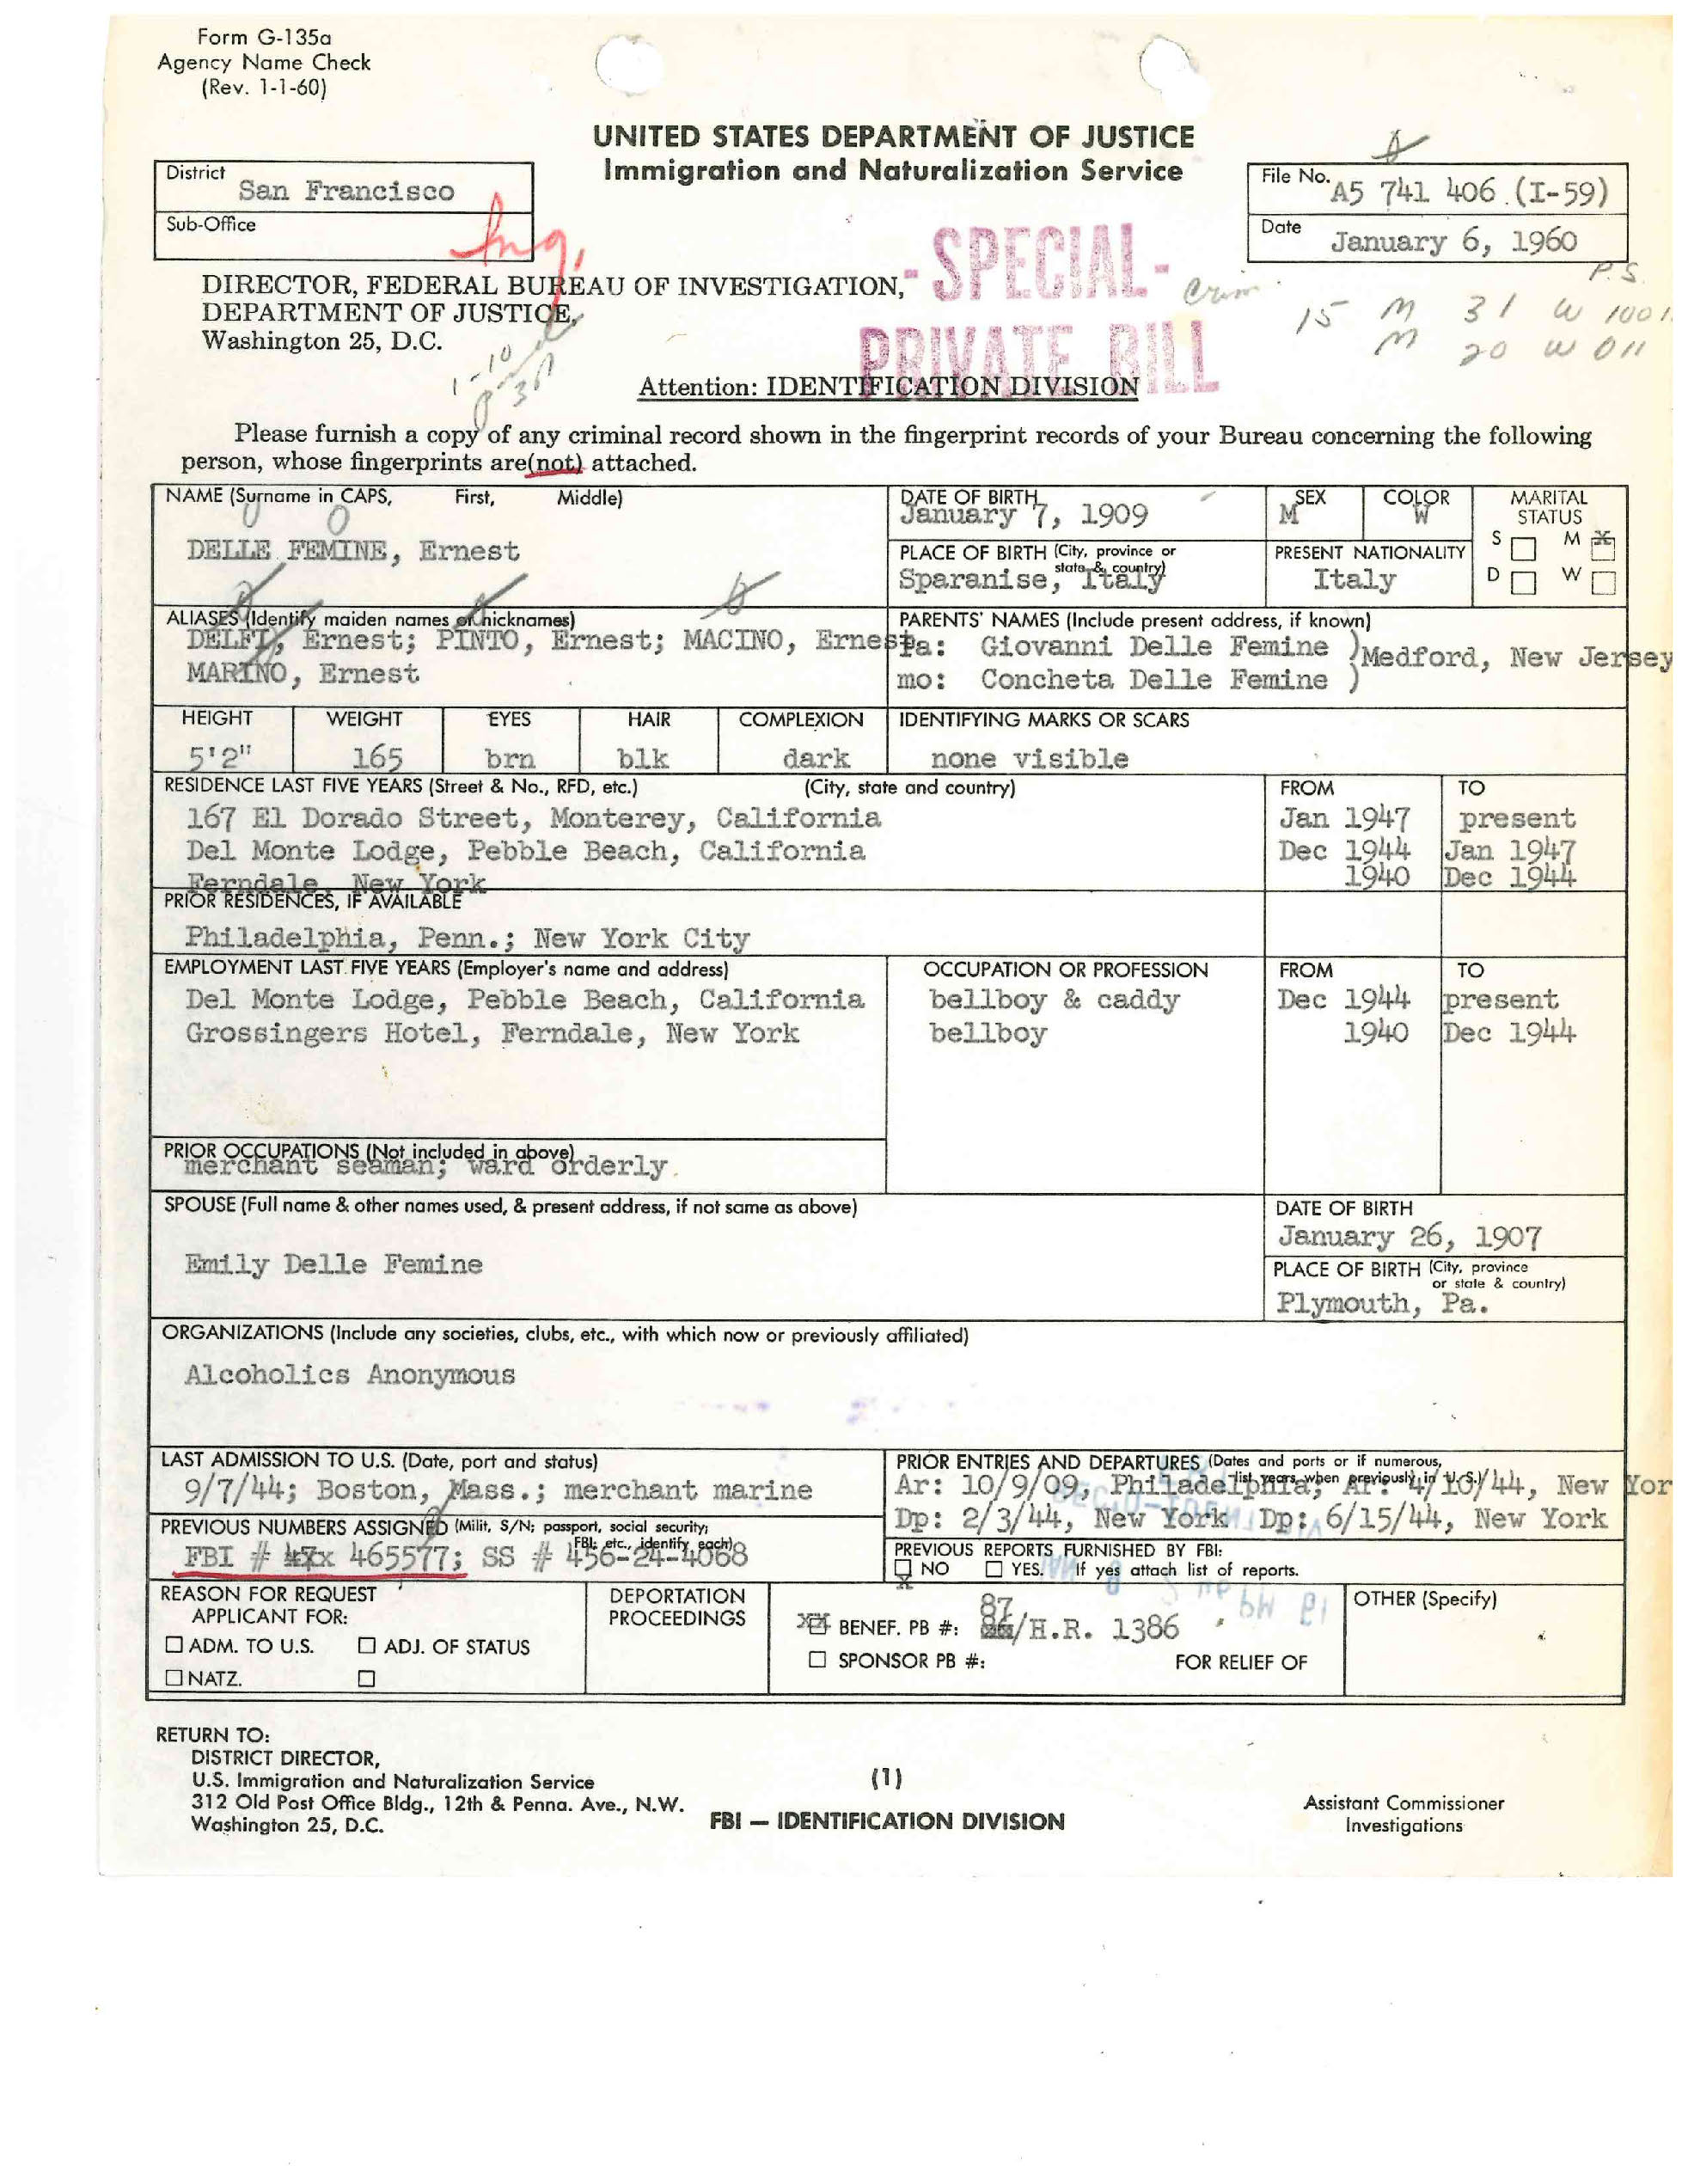 Form G-135a
Agency Name Check
(Rev. 1-1-60)
UNITED STATES DEPARTMENT OF JUSTICE
Immigration and Naturalization Service
District
San Francisco
Sub-Office
File No. A5 741 406 (I-59)
Date January 6, 1960
DIRECTOR, FEDERAL BUREAU OF INVESTIGATION,
DEPARTMENT OF JUSTICE,
Washington 25, D.C.
- SPECIAL -
PRIVATE BILL
crim
P.S.
15 M 31 W 100
M 20 W 011
1-10
Attention: IDENTIFICATION DIVISION
Please furnish a copy of any criminal record shown in the fingerprint records of your Bureau concerning the following
person, whose fingerprints are (not) attached.
NAME (Surname in CAPS, First, Middle)
DELLE FEMINE, Ernest
DATE OF BIRTH
January 7, 1909
SEX
M
COLOR
W
MARITAL
STATUS
S M X
D W
PLACE OF BIRTH (City, province or
state & country)
Sparanise, Italy
PRESENT NATIONALITY
Italy
ALIASES (Identify maiden names or nicknames)
DELFI, Ernest; PINTO, Ernest; MACINO, Ernest
MARINO, Ernest
PARENTS' NAMES (Include present address, if known)
fa: Giovanni Delle Femine ) Medford, New Jersey
mo: Concheta Delle Femine )
HEIGHT WEIGHT EYES HAIR COMPLEXION IDENTIFYING MARKS OR SCARS
5'2" 165 brn blk dark none visible
RESIDENCE LAST FIVE YEARS (Street & No., RFD, etc.) (City, state and country) FROM TO
167 El Dorado Street, Monterey, California Jan 1947 present
Del Monte Lodge, Pebble Beach, California Dec 1944 Jan 1947
Ferndale, New York 1940 Dec 1944
PRIOR RESIDENCES, IF AVAILABLE
Philadelphia, Penn.; New York City
EMPLOYMENT LAST FIVE YEARS (Employer's name and address) OCCUPATION OR PROFESSION FROM TO
Del Monte Lodge, Pebble Beach, California bellboy & caddy Dec 1944 present
Grossingers Hotel, Ferndale, New York bellboy 1940 Dec 1944
PRIOR OCCUPATIONS (Not included in above)
merchant seaman; ward orderly
SPOUSE (Full name & other names used, & present address, if not same as above)
Emily Delle Femine
DATE OF BIRTH
January 26, 1907
PLACE OF BIRTH (City, province
or state & country)
Plymouth, Pa.
ORGANIZATIONS (Include any societies, clubs, etc., with which now or previously affiliated)
Alcoholics Anonymous
LAST ADMISSION TO U.S. (Date, port and status)
9/7/44; Boston, Mass.; merchant marine
PRIOR ENTRIES AND DEPARTURES (Dates and ports or if numerous,
list years when previously in U.S.)
Ar: 10/9/09, Philadelphia; Ar: 4/10/44, New Yor
Dp: 2/3/44, New York Dp: 6/15/44, New York
PREVIOUS NUMBERS ASSIGNED (Milit, S/N; passport, social security;
FBI; etc., identify each)
FBI # 465577; SS # 456-24-4068
PREVIOUS REPORTS FURNISHED BY FBI:
NO YES. If yes attach list of reports.
REASON FOR REQUEST
APPLICANT FOR:
ADM. TO U.S. ADJ. OF STATUS
NATZ.
DEPORTATION
PROCEEDINGS
XX BENEF. PB #: 87/H.R. 1386
SPONSOR PB #: FOR RELIEF OF
OTHER (Specify)
RETURN TO:
DISTRICT DIRECTOR,
U.S. Immigration and Naturalization Service
312 Old Post Office Bldg., 12th & Penna. Ave., N.W.
Washington 25, D.C.
(1)
FBI — IDENTIFICATION DIVISION
Assistant Commissioner
Investigations